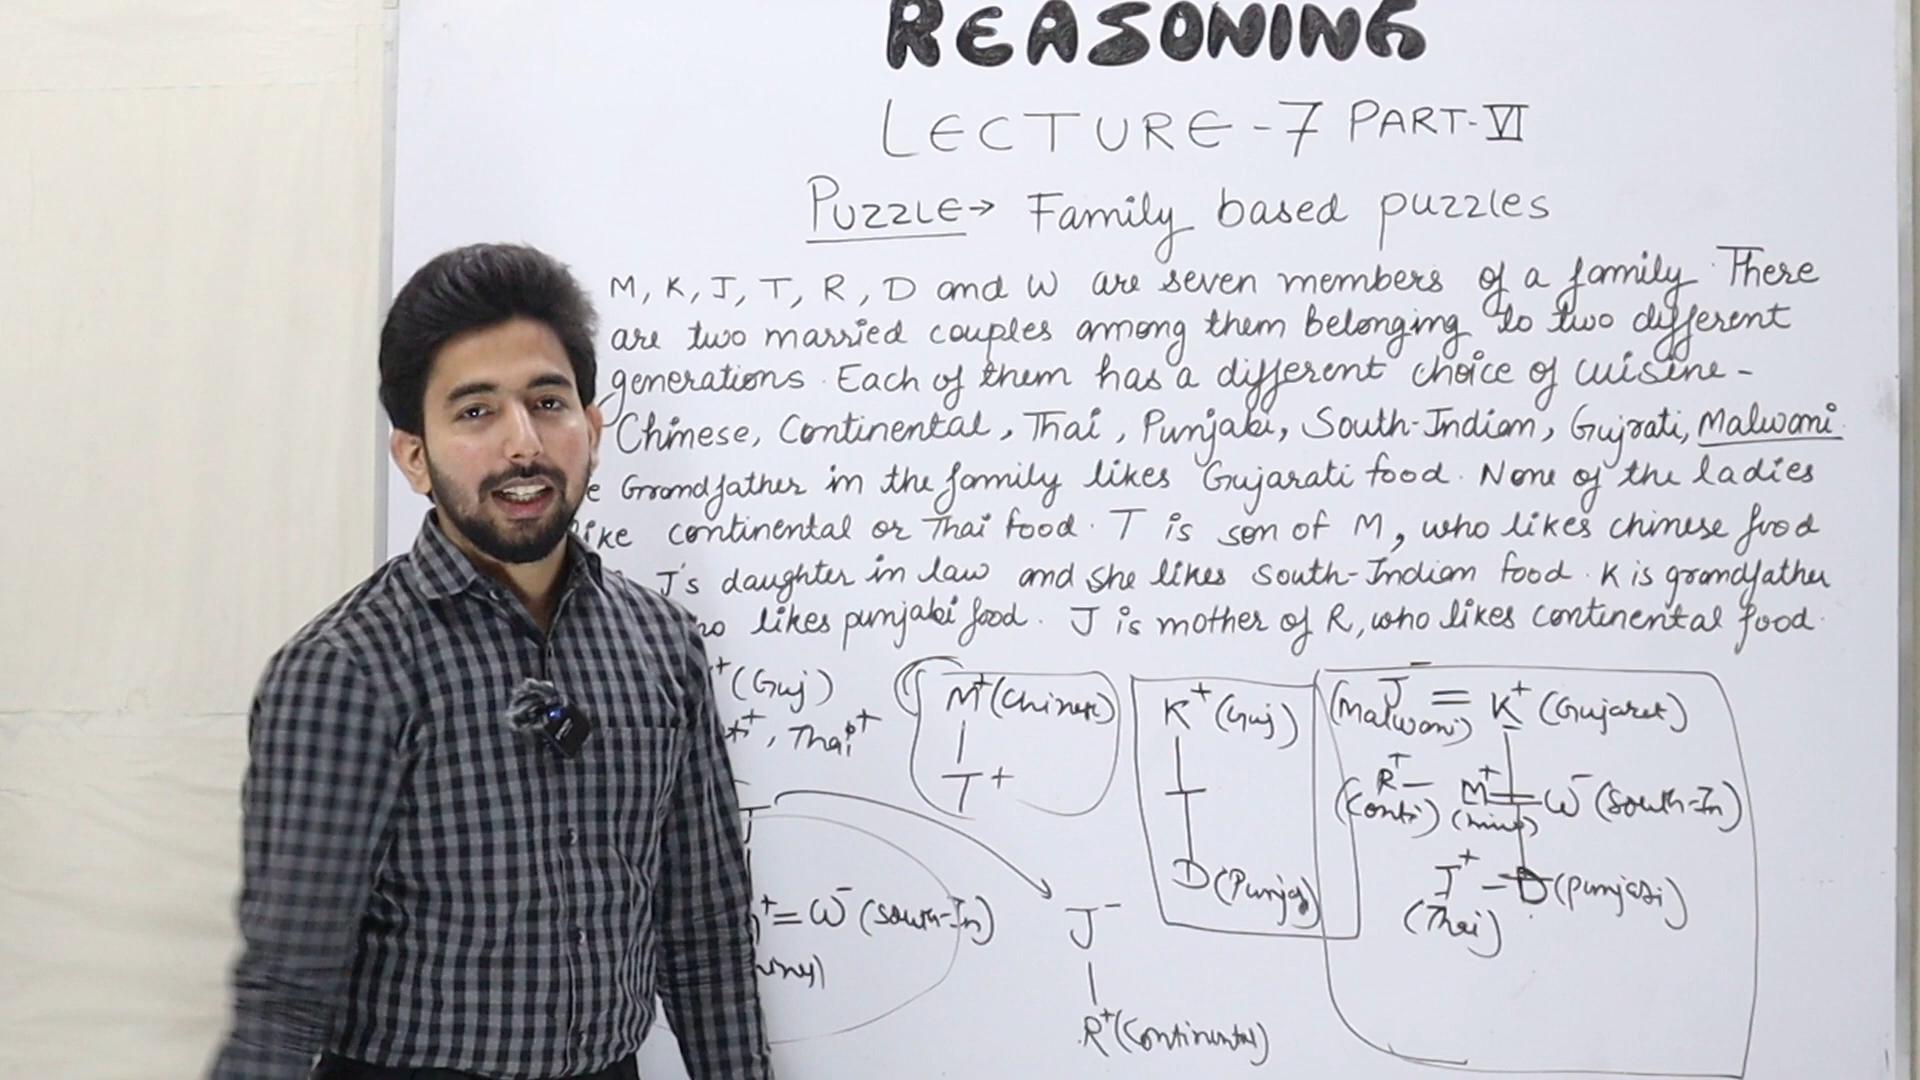 REASONING
LECTURE-7 PART-VI
PUZZLE→ Family based puzzles
M, K, J, T, R, D and W are seven members of a family. There
are two married couples among them belonging to two different
generations. Each of them has a different choice of cuisine-
Chinese, Continental, Thai, Punjabi, South-Indian, Gujrati, Malwani.
e Grandfather in the family likes Gujarati food. None of the ladies
like continental or Thai food. T is son of M, who likes chinese food
J's daughter in law and she likes South-Indian food. K is grandfather
ho likes punjabi food. J is mother of R, who likes continental food.
+(Guj) M+(Chinese) K+(Guj) J- = K+(Gujarat)
(Malwani)
, Thai+ T+ R+ - M+ = W-(South-In)
(Conti)
J D(Punjab) T+ - D(Punjabi)
(Thai)
+=W-(South-In) J-
R+(Continental)